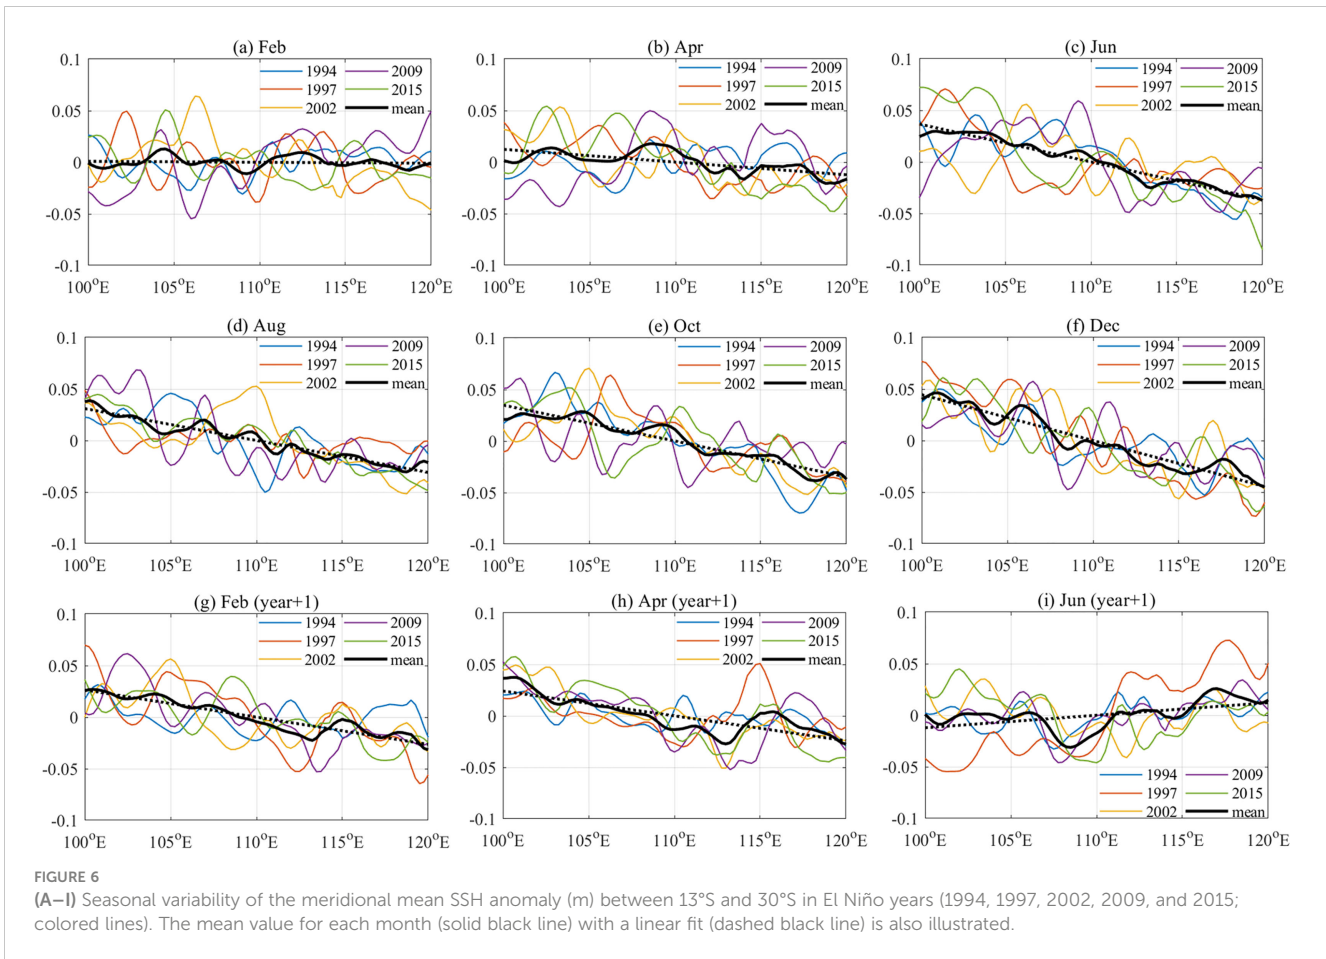 (a) Feb
0.1
0.05
0
-0.05
-0.1
100°E 105°E 110°E 115°E 120°E
1994 2009
1997 2015
2002 mean
(b) Apr
0.1
0.05
0
-0.05
-0.1
100°E 105°E 110°E 115°E 120°E
1994 2009
1997 2015
2002 mean
(c) Jun
0.1
0.05
0
-0.05
-0.1
100°E 105°E 110°E 115°E 120°E
1994 2009
1997 2015
2002 mean
(d) Aug
0.1
0.05
0
-0.05
-0.1
100°E 105°E 110°E 115°E 120°E
1994 2009
1997 2015
2002 mean
(e) Oct
0.1
0.05
0
-0.05
-0.1
100°E 105°E 110°E 115°E 120°E
1994 2009
1997 2015
2002 mean
(f) Dec
0.1
0.05
0
-0.05
-0.1
100°E 105°E 110°E 115°E 120°E
1994 2009
1997 2015
2002 mean
(g) Feb (year+1)
0.1
0.05
0
-0.05
-0.1
100°E 105°E 110°E 115°E 120°E
1994 2009
1997 2015
2002 mean
(h) Apr (year+1)
0.1
0.05
0
-0.05
-0.1
100°E 105°E 110°E 115°E 120°E
1994 2009
1997 2015
2002 mean
(i) Jun (year+1)
0.1
0.05
0
-0.05
-0.1
100°E 105°E 110°E 115°E 120°E
1994 2009
1997 2015
2002 mean
FIGURE 6
(A–I) Seasonal variability of the meridional mean SSH anomaly (m) between 13°S and 30°S in El Niño years (1994, 1997, 2002, 2009, and 2015;
colored lines). The mean value for each month (solid black line) with a linear fit (dashed black line) is also illustrated.